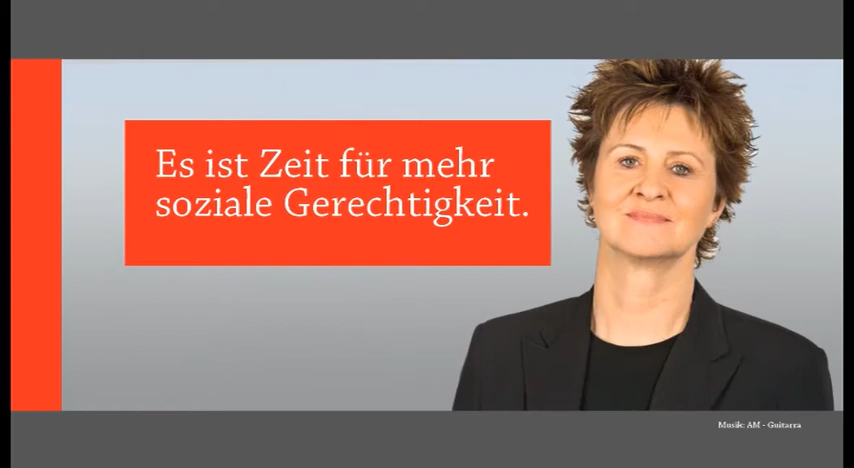 Es ist Zeit für mehr
soziale Gerechtigkeit.
Musik: AM - Guitarra